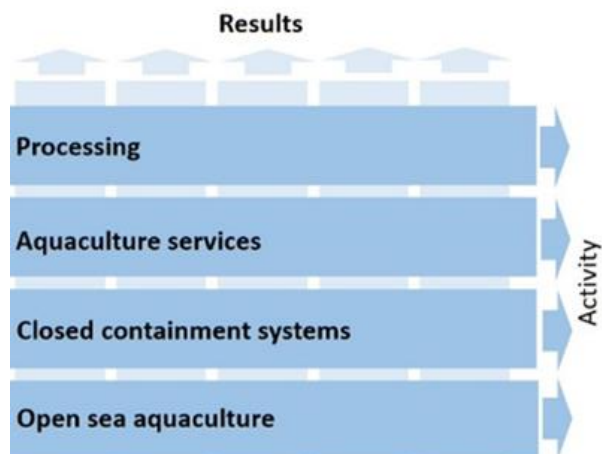 Results
Processing
Aquaculture services
Activity
Closed containment systems
Open sea aquaculture